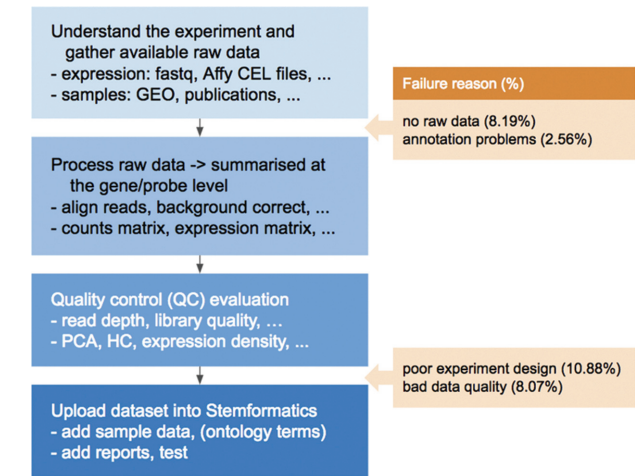 Understand the experiment and
gather available raw data
- expression: fastq, Affy CEL files, ...
- samples: GEO, publications, ...
Failure reason (%)
no raw data (8.19%)
annotation problems (2.56%)
Process raw data -> summarised at
the gene/probe level
- align reads, background correct, ...
- counts matrix, expression matrix, ...
Quality control (QC) evaluation
- read depth, library quality, ...
- PCA, HC, expression density, ...
poor experiment design (10.88%)
bad data quality (8.07%)
Upload dataset into Stemformatics
- add sample data, (ontology terms)
- add reports, test